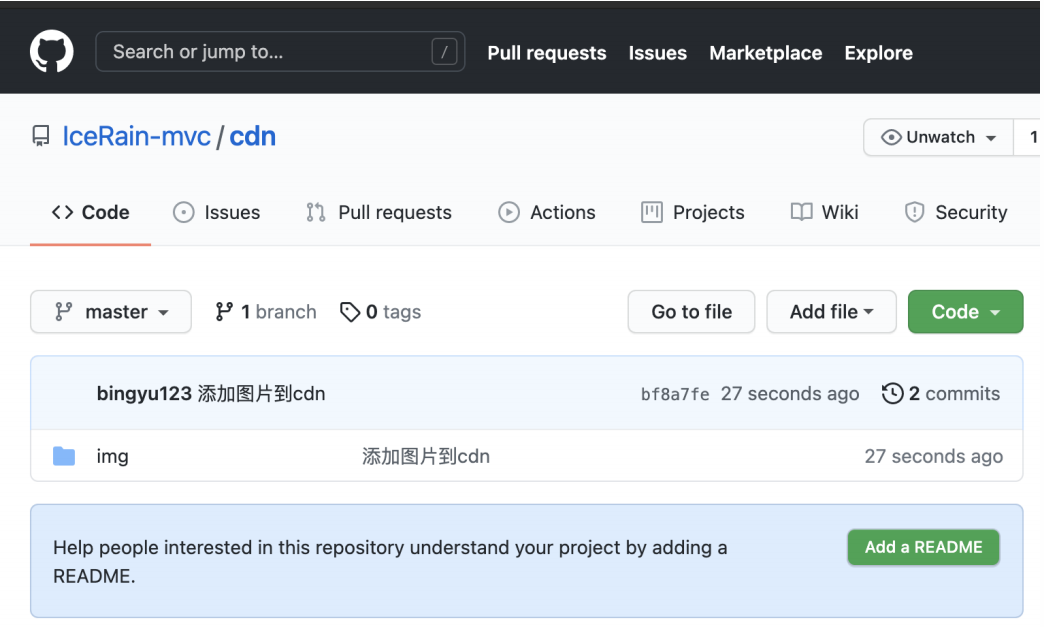 Search or jump to... / Pull requests Issues Marketplace Explore
IceRain-mvc / cdn Unwatch 1
Code Issues Pull requests Actions Projects Wiki Security
master 1 branch 0 tags Go to file Add file Code
bingyu123 添加图片到cdn bf8a7fe 27 seconds ago 2 commits
img 添加图片到cdn 27 seconds ago
Help people interested in this repository understand your project by adding a Add a README
README.